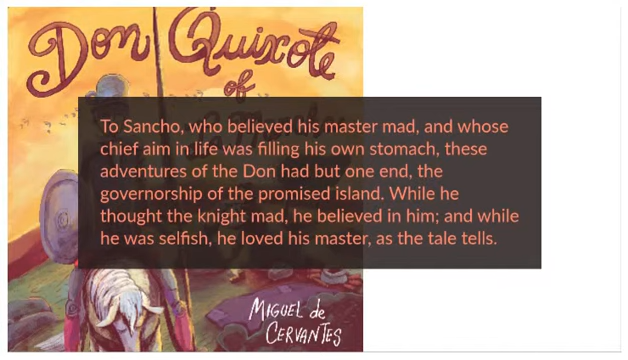 Don Quixote
of
To Sancho, who believed his master mad, and whose
chief aim in life was filling his own stomach, these
adventures of the Don had but one end, the
governorship of the promised island. While he
thought the knight mad, he believed in him; and while
he was selfish, he loved his master, as the tale tells.
MIGUEL de
CERVANTES